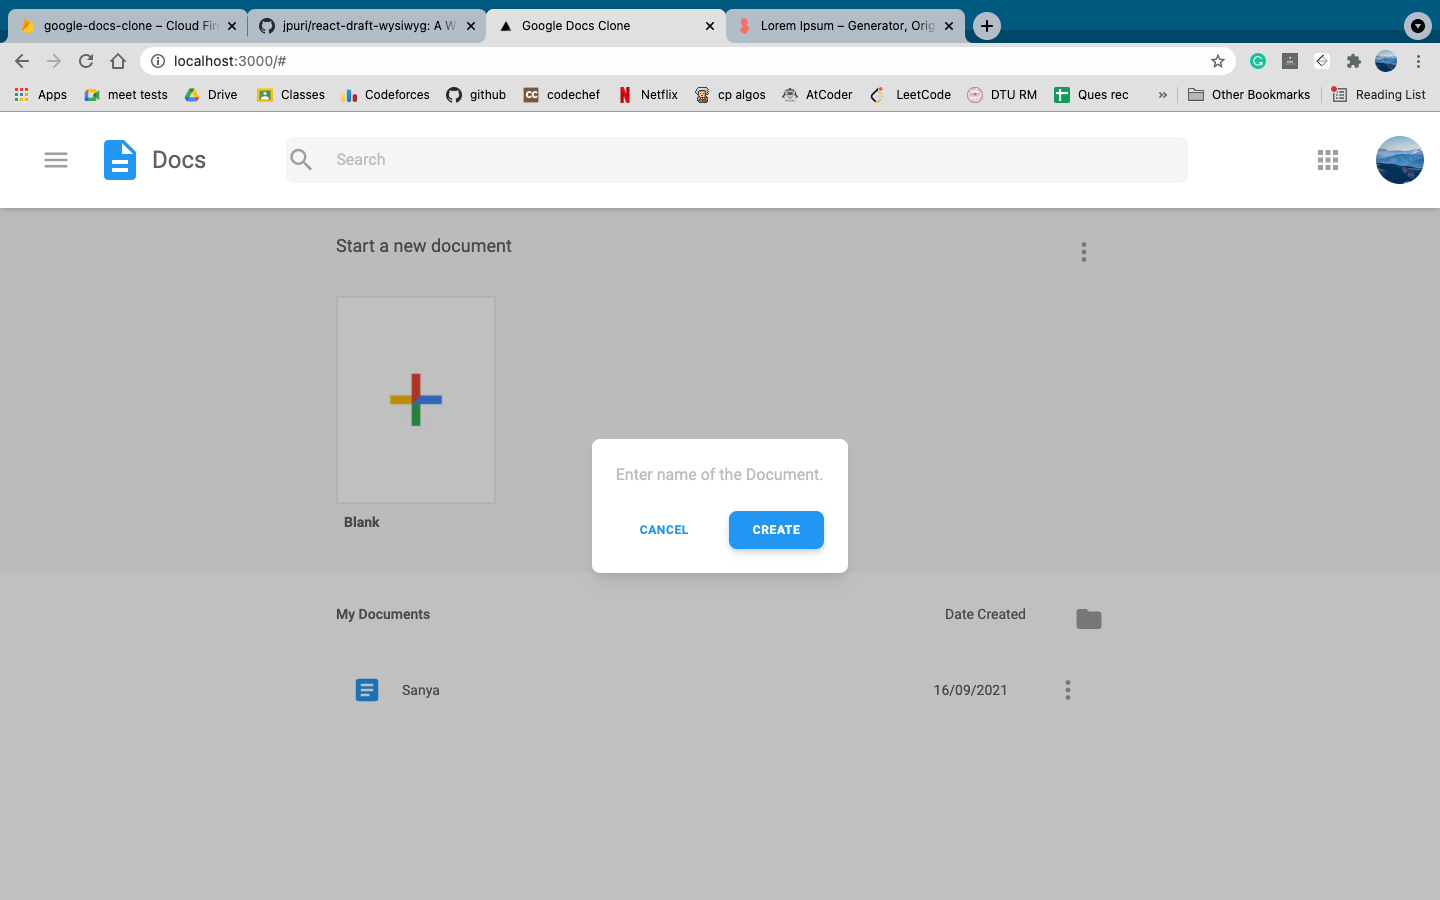 google-docs-clone – Cloud Fire
jpuri/react-draft-wysiwyg: A W
Google Docs Clone
Lorem Ipsum – Generator, Orig
localhost:3000/#
Apps
meet tests
Drive
Classes
Codeforces
github
codechef
Netflix
cp algos
AtCoder
LeetCode
DTU RM
Ques rec
»
Other Bookmarks
Reading List
Docs
Search
Start a new document
Blank
Enter name of the Document.
CANCEL
CREATE
My Documents
Date Created
Sanya
16/09/2021